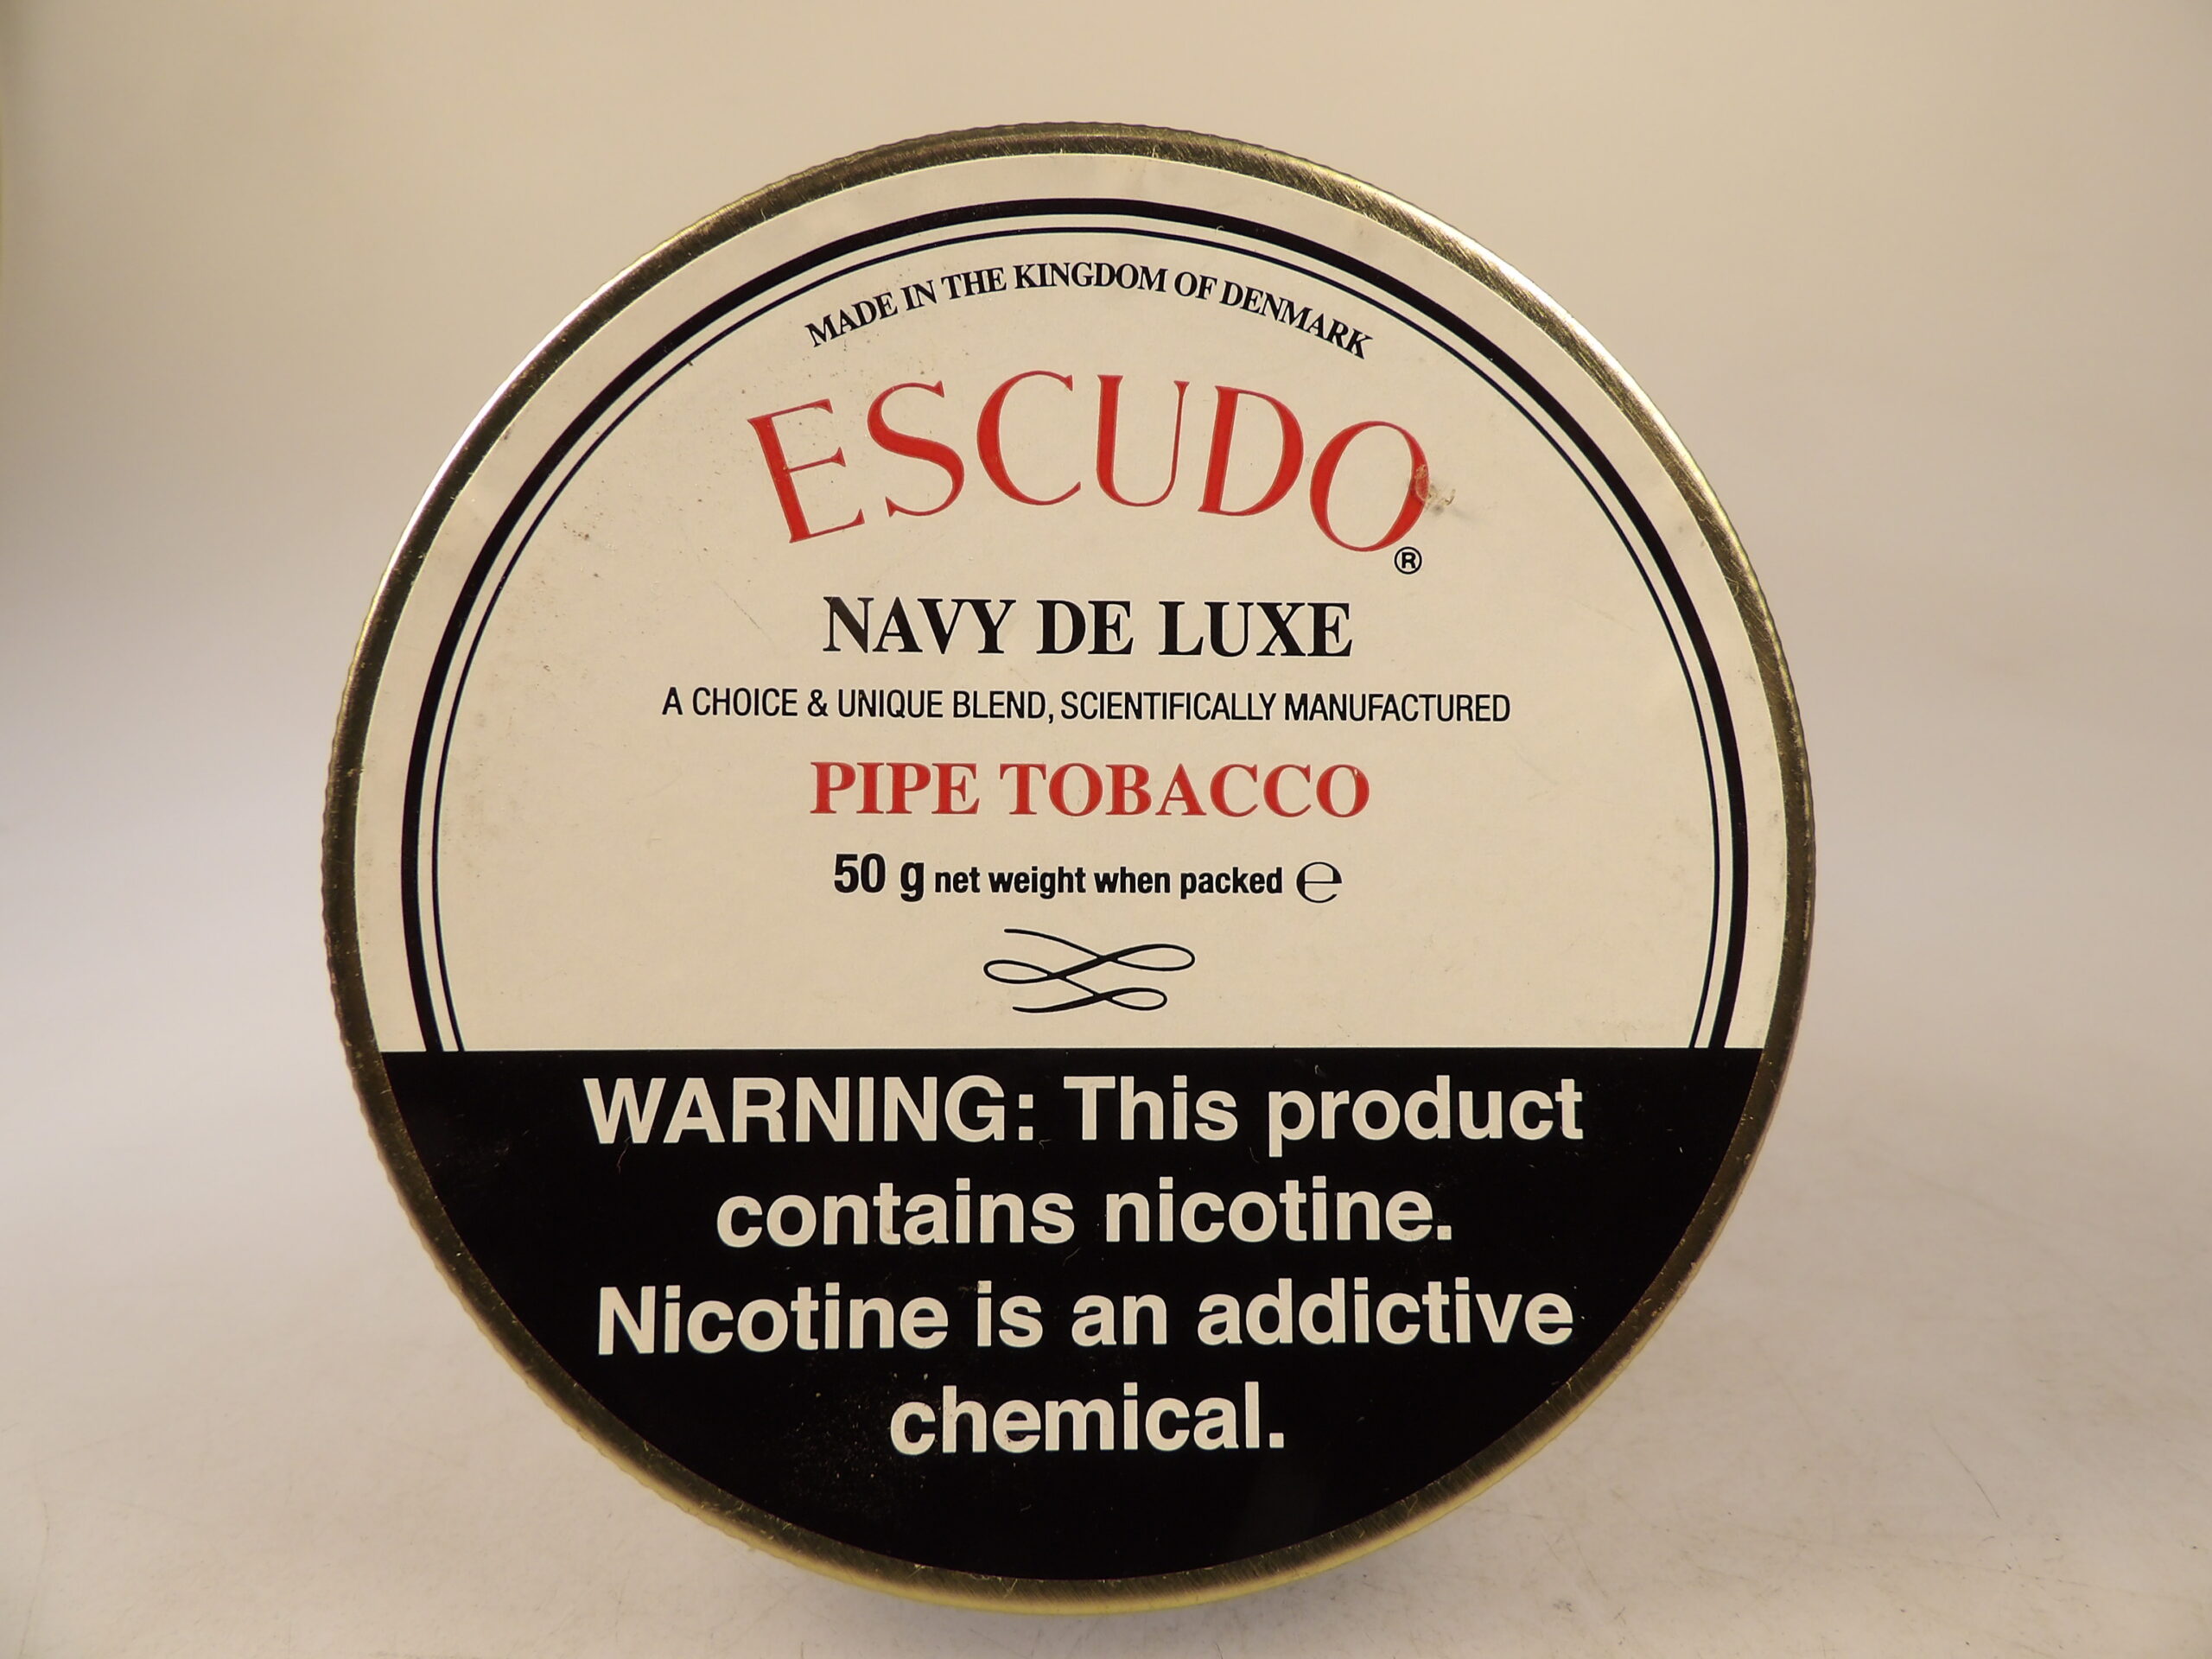 MADE IN THE KINGDOM OF DENMARK
ESCUDO®
NAVY DE LUXE
A CHOICE & UNIQUE BLEND, SCIENTIFICALLY MANUFACTURED
PIPE TOBACCO
50 g net weight when packed ℮
WARNING: This product
contains nicotine.
Nicotine is an addictive
chemical.